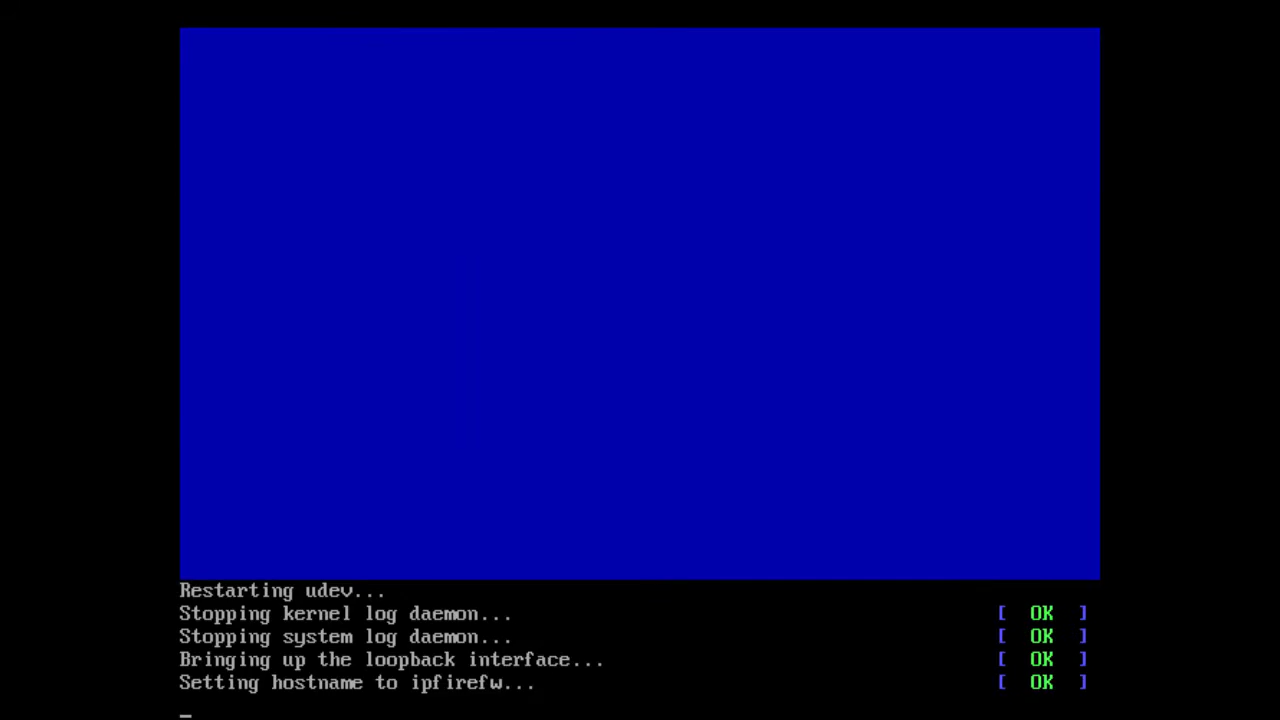 Restarting udev...
Stopping kernel log daemon... [ OK ]
Stopping system log daemon... [ OK ]
Bringing up the loopback interface... [ OK ]
Setting hostname to ipfirefw... [ OK ]